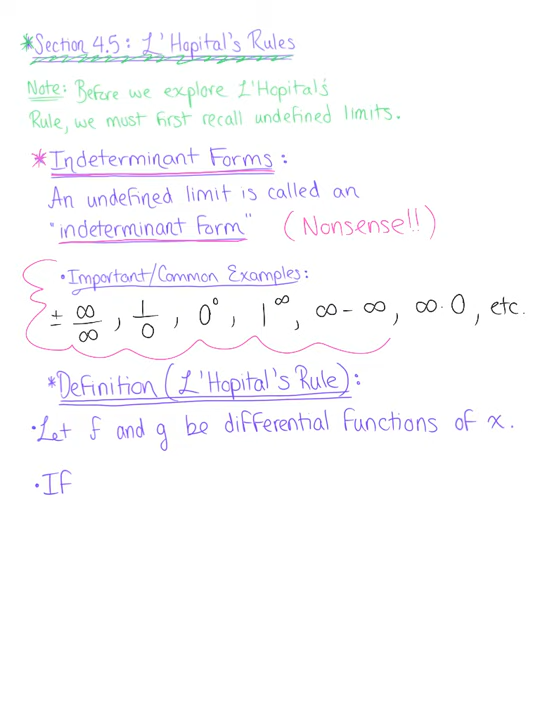 *Section 4.5: L'Hopital's Rules
Note: Before we explore L'Hopital's
Rule, we must first recall undefined limits.
*Indeterminant Forms:
An undefined limit is called an
"indeterminant form" (Nonsense!!)
•Important/Common Examples:
± ∞/∞, 1/0, 0⁰, 1^∞, ∞-∞, ∞·0, etc.
*Definition (L'Hopital's Rule):
•Let f and g be differential functions of x.
•If